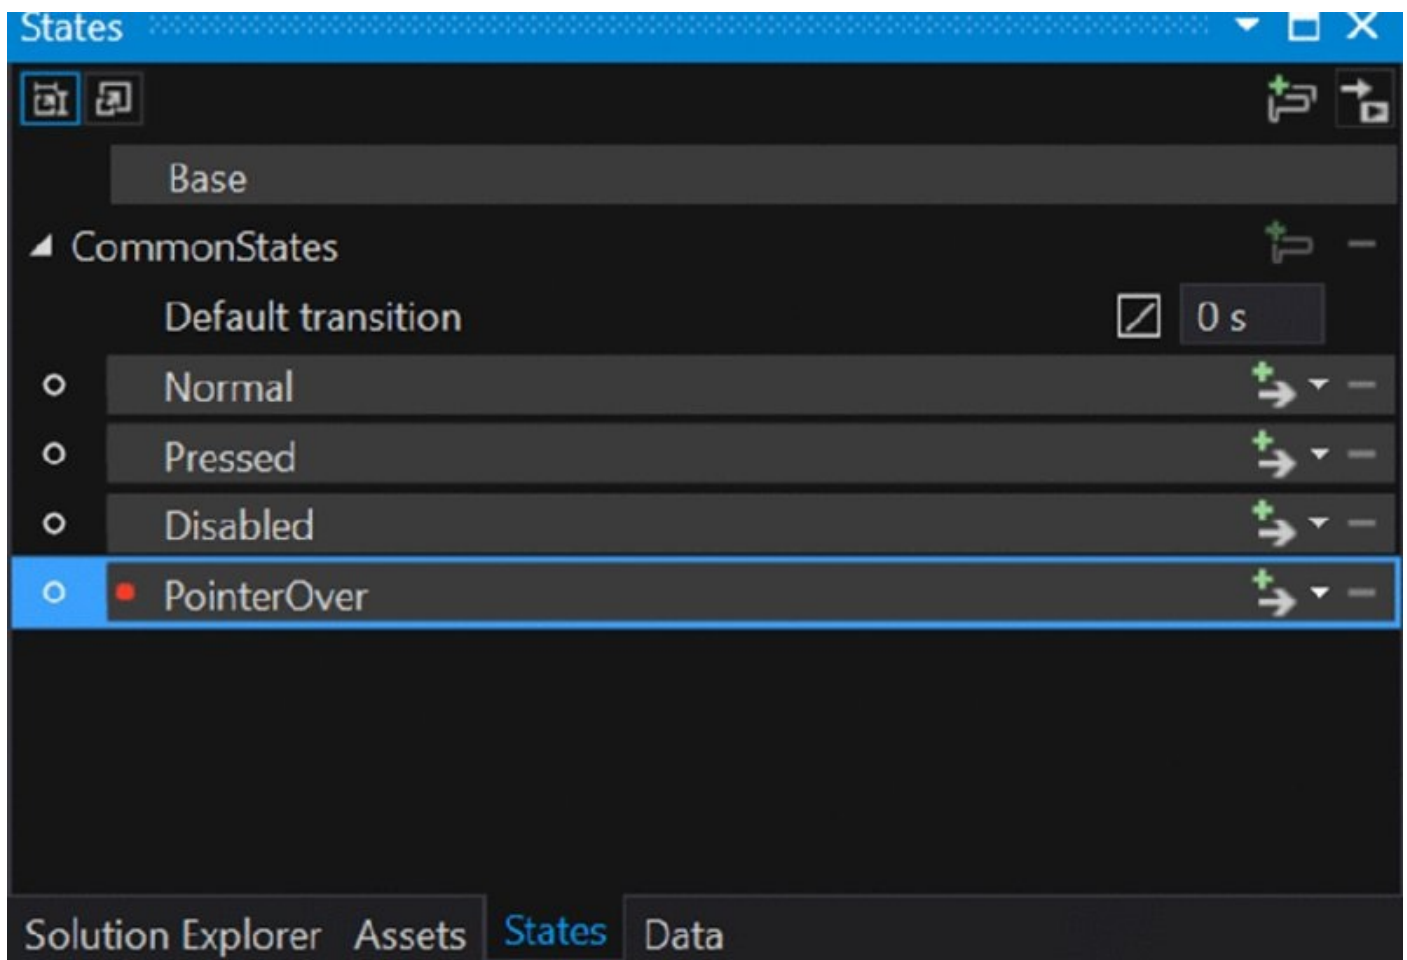 States
Base
CommonStates
Default transition 0 s
Normal
Pressed
Disabled
PointerOver
Solution Explorer Assets States Data